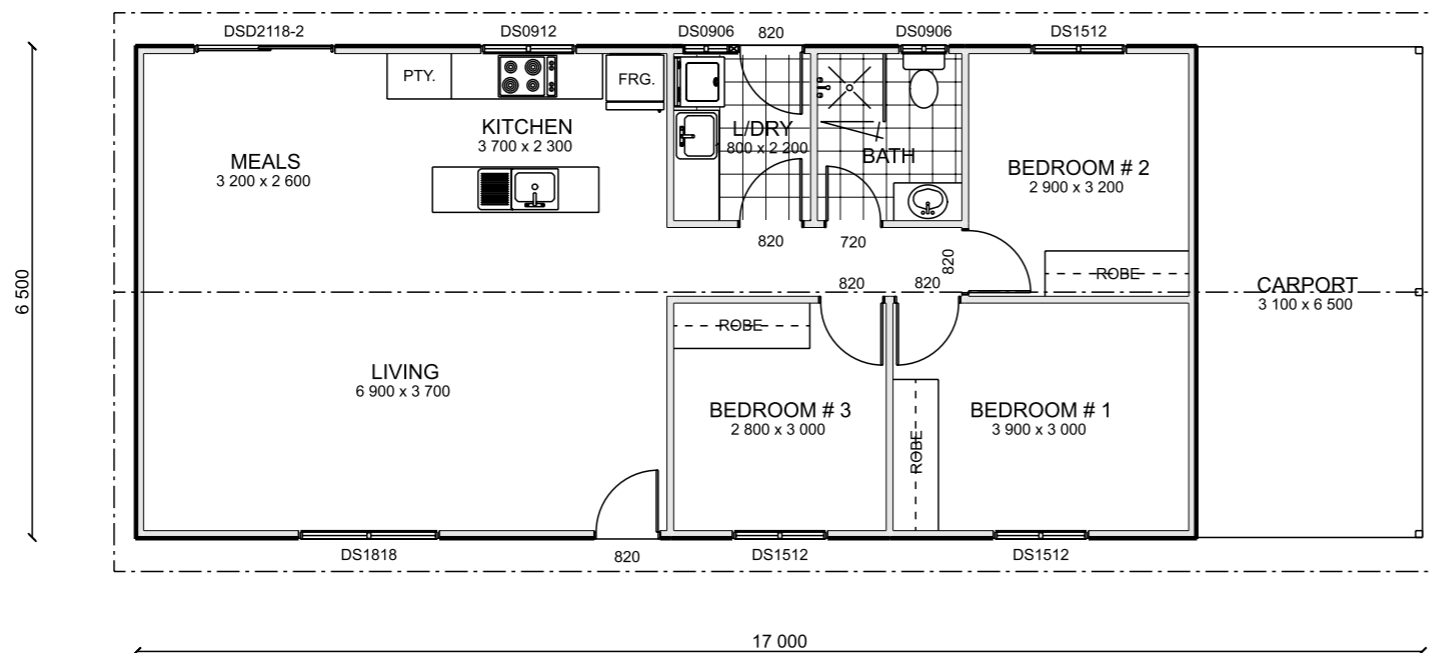 DSD2118-2
DS0912
DS0906
820
DS0906
DS1512
PTY.
FRG.
KITCHEN
3 700 x 2 300
MEALS
3 200 x 2 600
L/DRY
1 800 x 2 200
BATH
BEDROOM # 2
2 900 x 3 200
820
720
820
820
820
ROBE
CARPORT
3 100 x 6 500
6 500
ROBE
LIVING
6 900 x 3 700
BEDROOM # 3
2 800 x 3 000
ROBE
BEDROOM # 1
3 900 x 3 000
DS1818
820
DS1512
DS1512
17 000